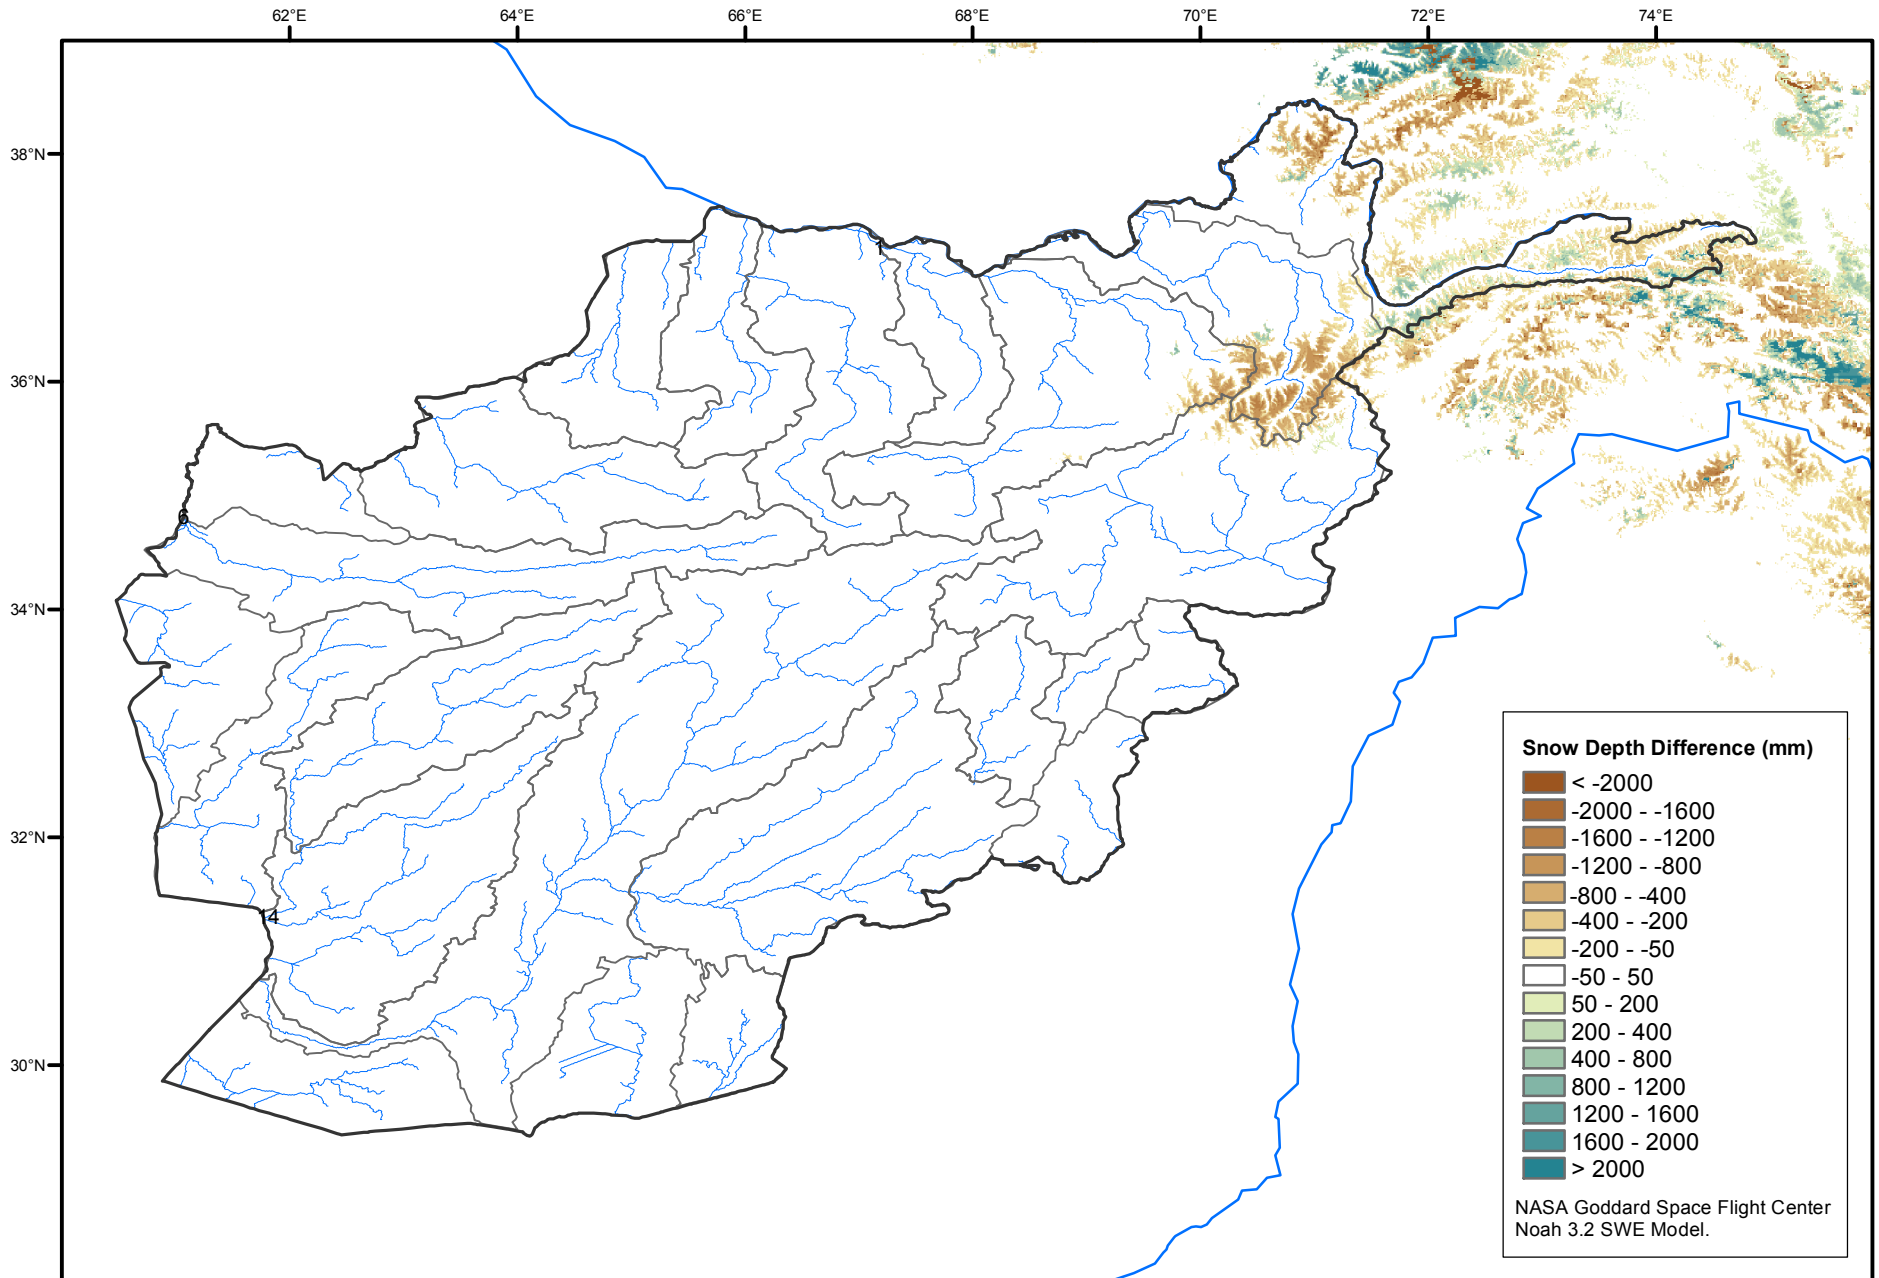 62°E 64°E 66°E 68°E 70°E 72°E 74°E
38°N
1
36°N
6
34°N
32°N
14
30°N
Snow Depth Difference (mm)
< -2000
-2000 - -1600
-1600 - -1200
-1200 - -800
-800 - -400
-400 - -200
-200 - -50
-50 - 50
50 - 200
200 - 400
400 - 800
800 - 1200
1200 - 1600
1600 - 2000
> 2000
NASA Goddard Space Flight Center
Noah 3.2 SWE Model.